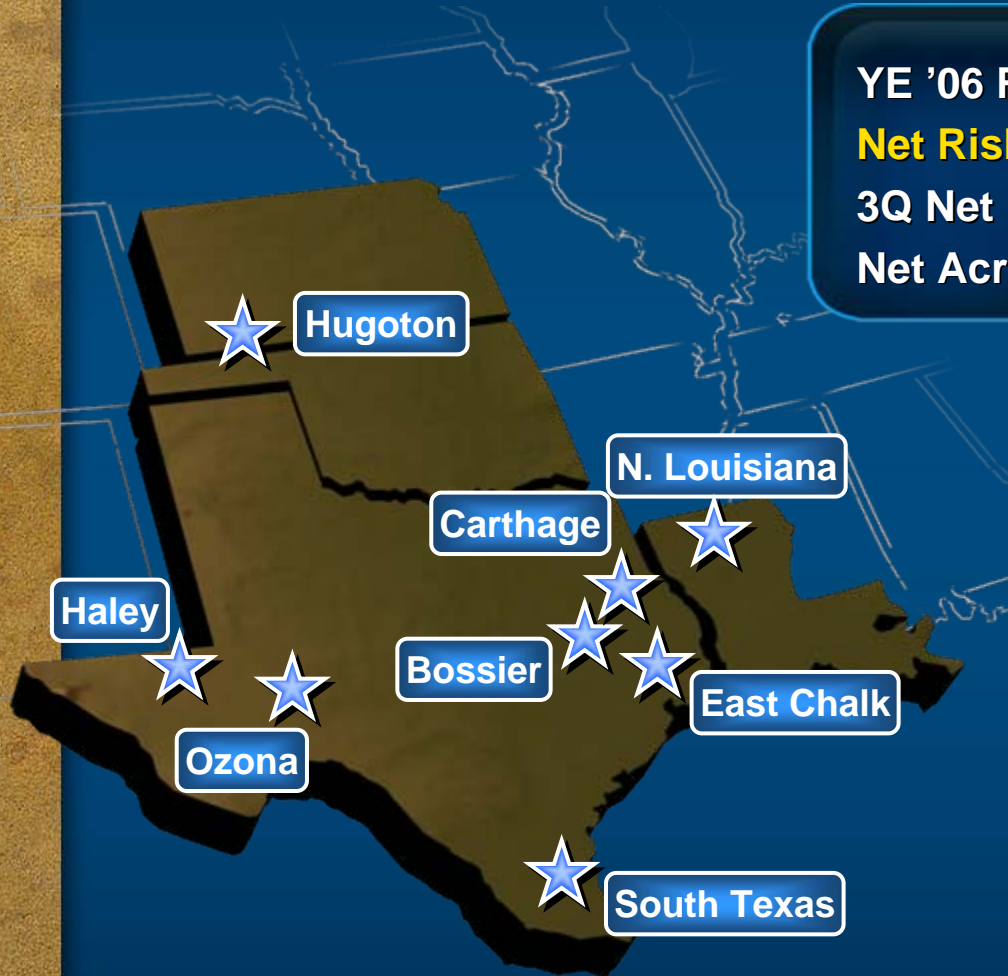 YE ’06
Net
3Q Net
Net
Hugoton
N. Louisiana
Carthage
Haley
Bossier
East Chalk
Ozona
South Texas